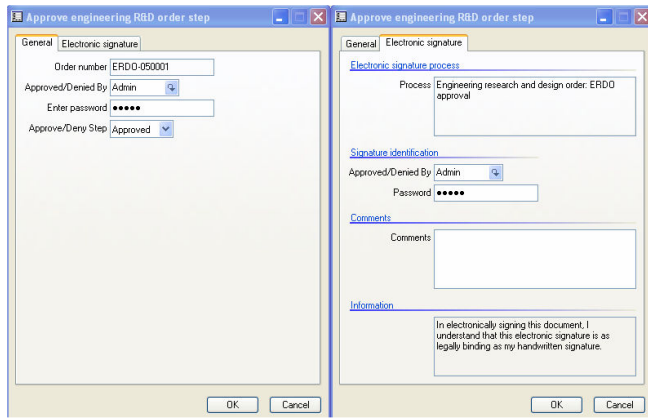 Approve engineering R&D order step
General Electronic signature
Order number ERDO-050001
Approved/Denied By Admin
Enter password •••••
Approve/Deny Step Approved
OK Cancel
Approve engineering R&D order step
General Electronic signature
Electronic signature process
Process Engineering research and design order: ERDO
approval
Signature identification
Approved/Denied By Admin
Password •••••
Comments
Comments
Information
In electronically signing this document, I
understand that this electronic signature is as
legally binding as my handwritten signature.
OK Cancel